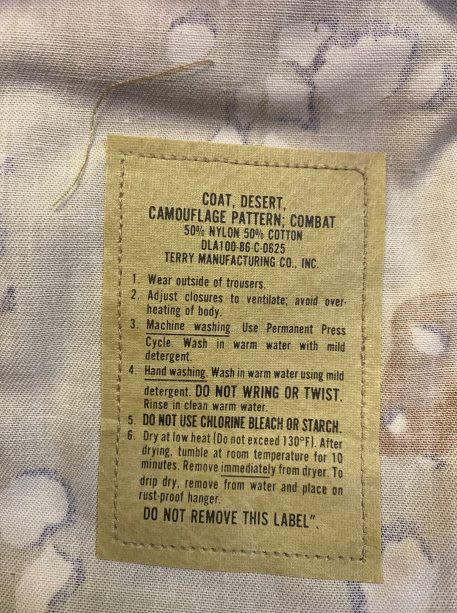 COAT, DESERT,
CAMOUFLAGE PATTERN; COMBAT
50% NYLON 50% COTTON
DLA100-86-C-0625
TERRY MANUFACTURING CO., INC.
1. Wear outside of trousers.
2. Adjust closures to ventilate; avoid over-
heating of body.
3. Machine washing. Use Permanent Press
Cycle. Wash in warm water with mild
detergent.
4. Hand washing. Wash in warm water using mild
detergent. DO NOT WRING OR TWIST.
Rinse in clean warm water.
5. DO NOT USE CHLORINE BLEACH OR STARCH.
6. Dry at low heat (Do not exceed 130°F). After
drying, tumble at room temperature for 10
minutes. Remove immediately from dryer. To
drip dry, remove from water and place on
rust-proof hanger.
DO NOT REMOVE THIS LABEL”.